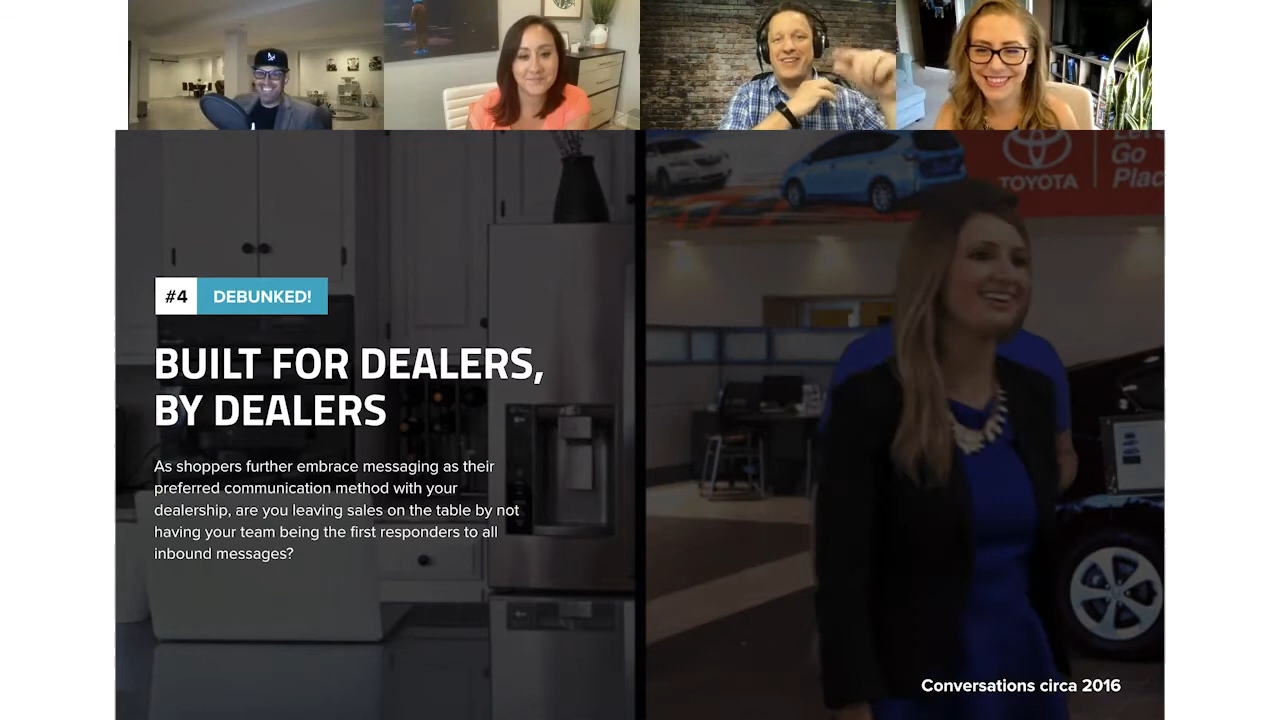 TOYOTA
Let's
Go
Plac
#4 DEBUNKED!
BUILT FOR DEALERS,
BY DEALERS
As shoppers further embrace messaging as their
preferred communication method with your
dealership, are you leaving sales on the table by not
having your team being the first responders to all
inbound messages?
Conversations circa 2016